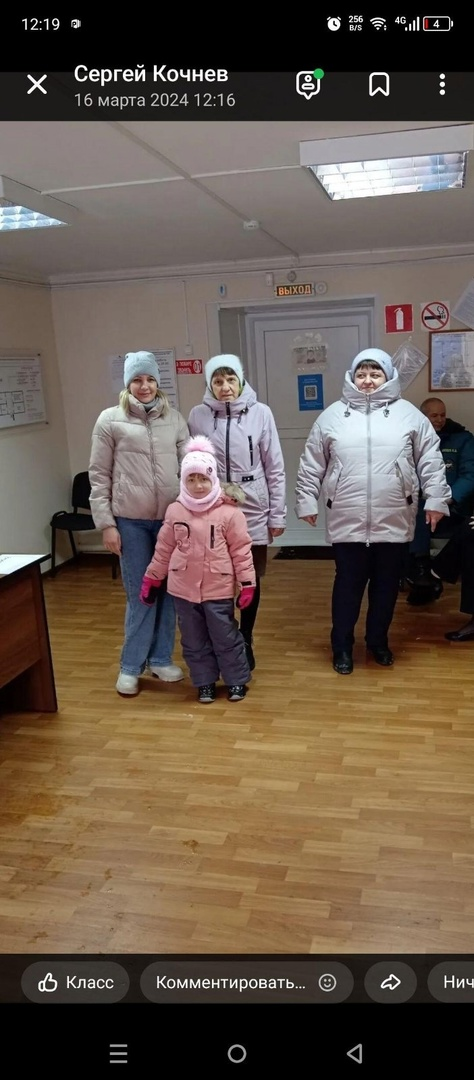 12:19
256
B/S
4G
4
Сергей Кочнев
16 марта 2024 12:16
ВЫХОД
Класс
Комментировать...
Нич